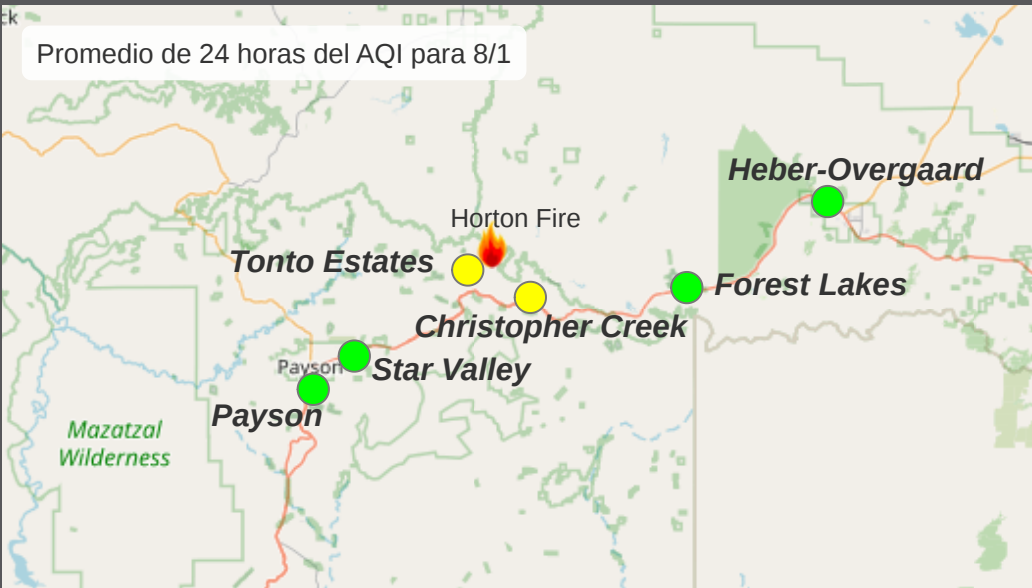 ck
Promedio de 24 horas del AQI para 8/1
Heber-Overgaard
Horton Fire
Tonto Estates
Forest Lakes
Christopher Creek
Payson
Star Valley
Payson
Mazatzal
Wilderness